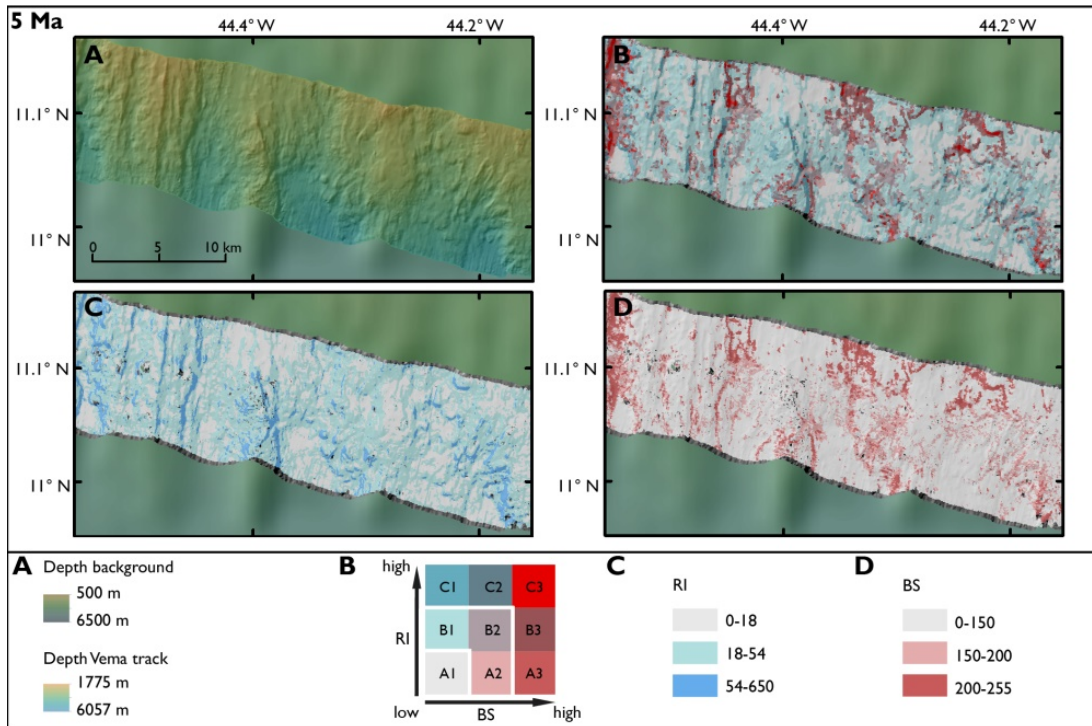 5 Ma
44.4°W 44.2°W 44.4°W 44.2°W
A
B
11.1°N 11.1°N
11°N 11°N
0 5 10 km
C
D
11.1°N 11.1°N
11°N 11°N
A
Depth background
500 m
6500 m
Depth Vema track
1775 m
6057 m
B
high
C1 C2 C3
RI B1 B2 B3
A1 A2 A3
low BS high
C
RI
0-18
18-54
54-650
D
BS
0-150
150-200
200-255